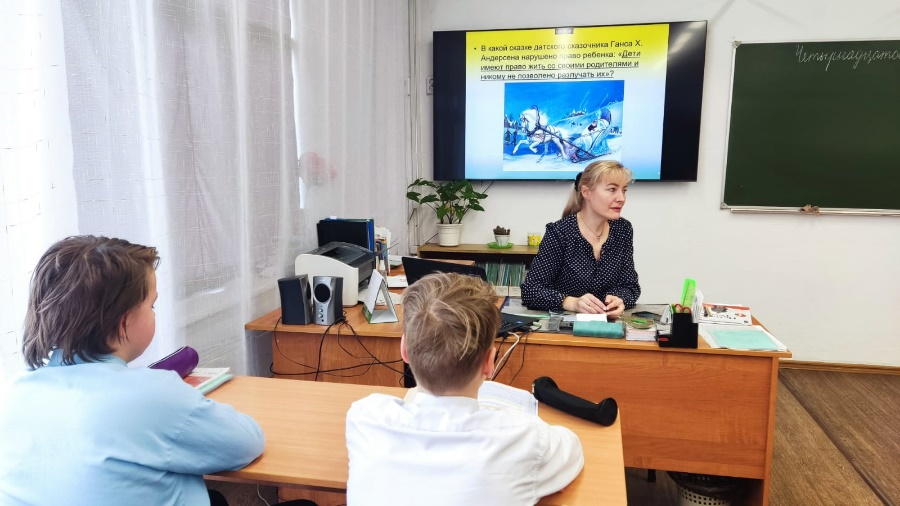 • В какой сказке датского сказочника Ганса Х.
Андерсена нарушено право ребенка: «Дети
имеют право жить со своими родителями и
никому не позволено разлучать их»?